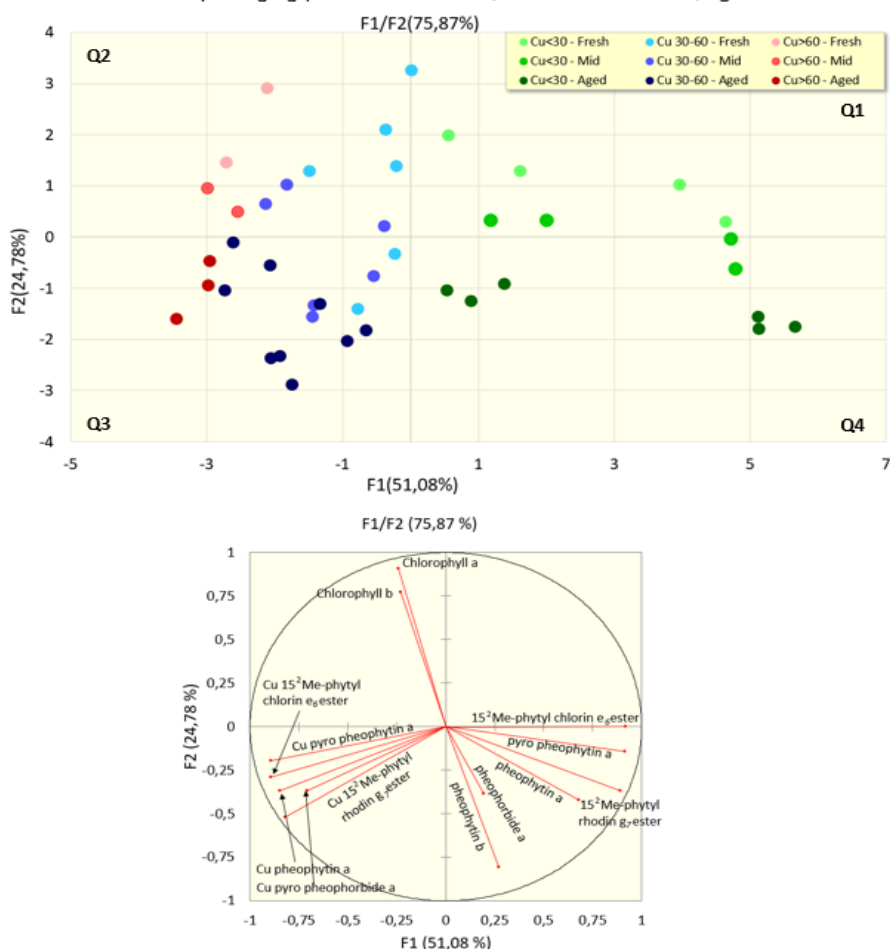 F1/F2(75,87%)
Cu<30 - Fresh Cu 30-60 - Fresh Cu>60 - Fresh
Cu<30 - Mid Cu 30-60 - Mid Cu>60 - Mid
Cu<30 - Aged Cu 30-60 - Aged Cu>60 - Aged
Q2
Q1
4
3
2
1
0
-1
-2
-3
-4
F2(24,78%)
Q3
Q4
-5 -3 -1 1 3 5 7
F1(51,08%)
F1/F2 (75,87 %)
1
0,75
0,5
0,25
0
-0,25
-0,5
-0,75
-1
F2 (24,78 %)
Chlorophyll a
Chlorophyll b
Cu 15²Me-phytyl
chlorin e₆ester
Cu pyro pheophytin a
Cu 15²Me-phytyl
rhodin g₇ester
15²Me-phytyl chlorin e₆ester
pyro pheophytin a
pheophytin a
15²Me-phytyl
rhodin g₇ester
pheophorbide a
pheophytin b
Cu pheophytin a
Cu pyro pheophorbide a
-1 -0,75 -0,5 -0,25 0 0,25 0,5 0,75 1
F1 (51,08 %)